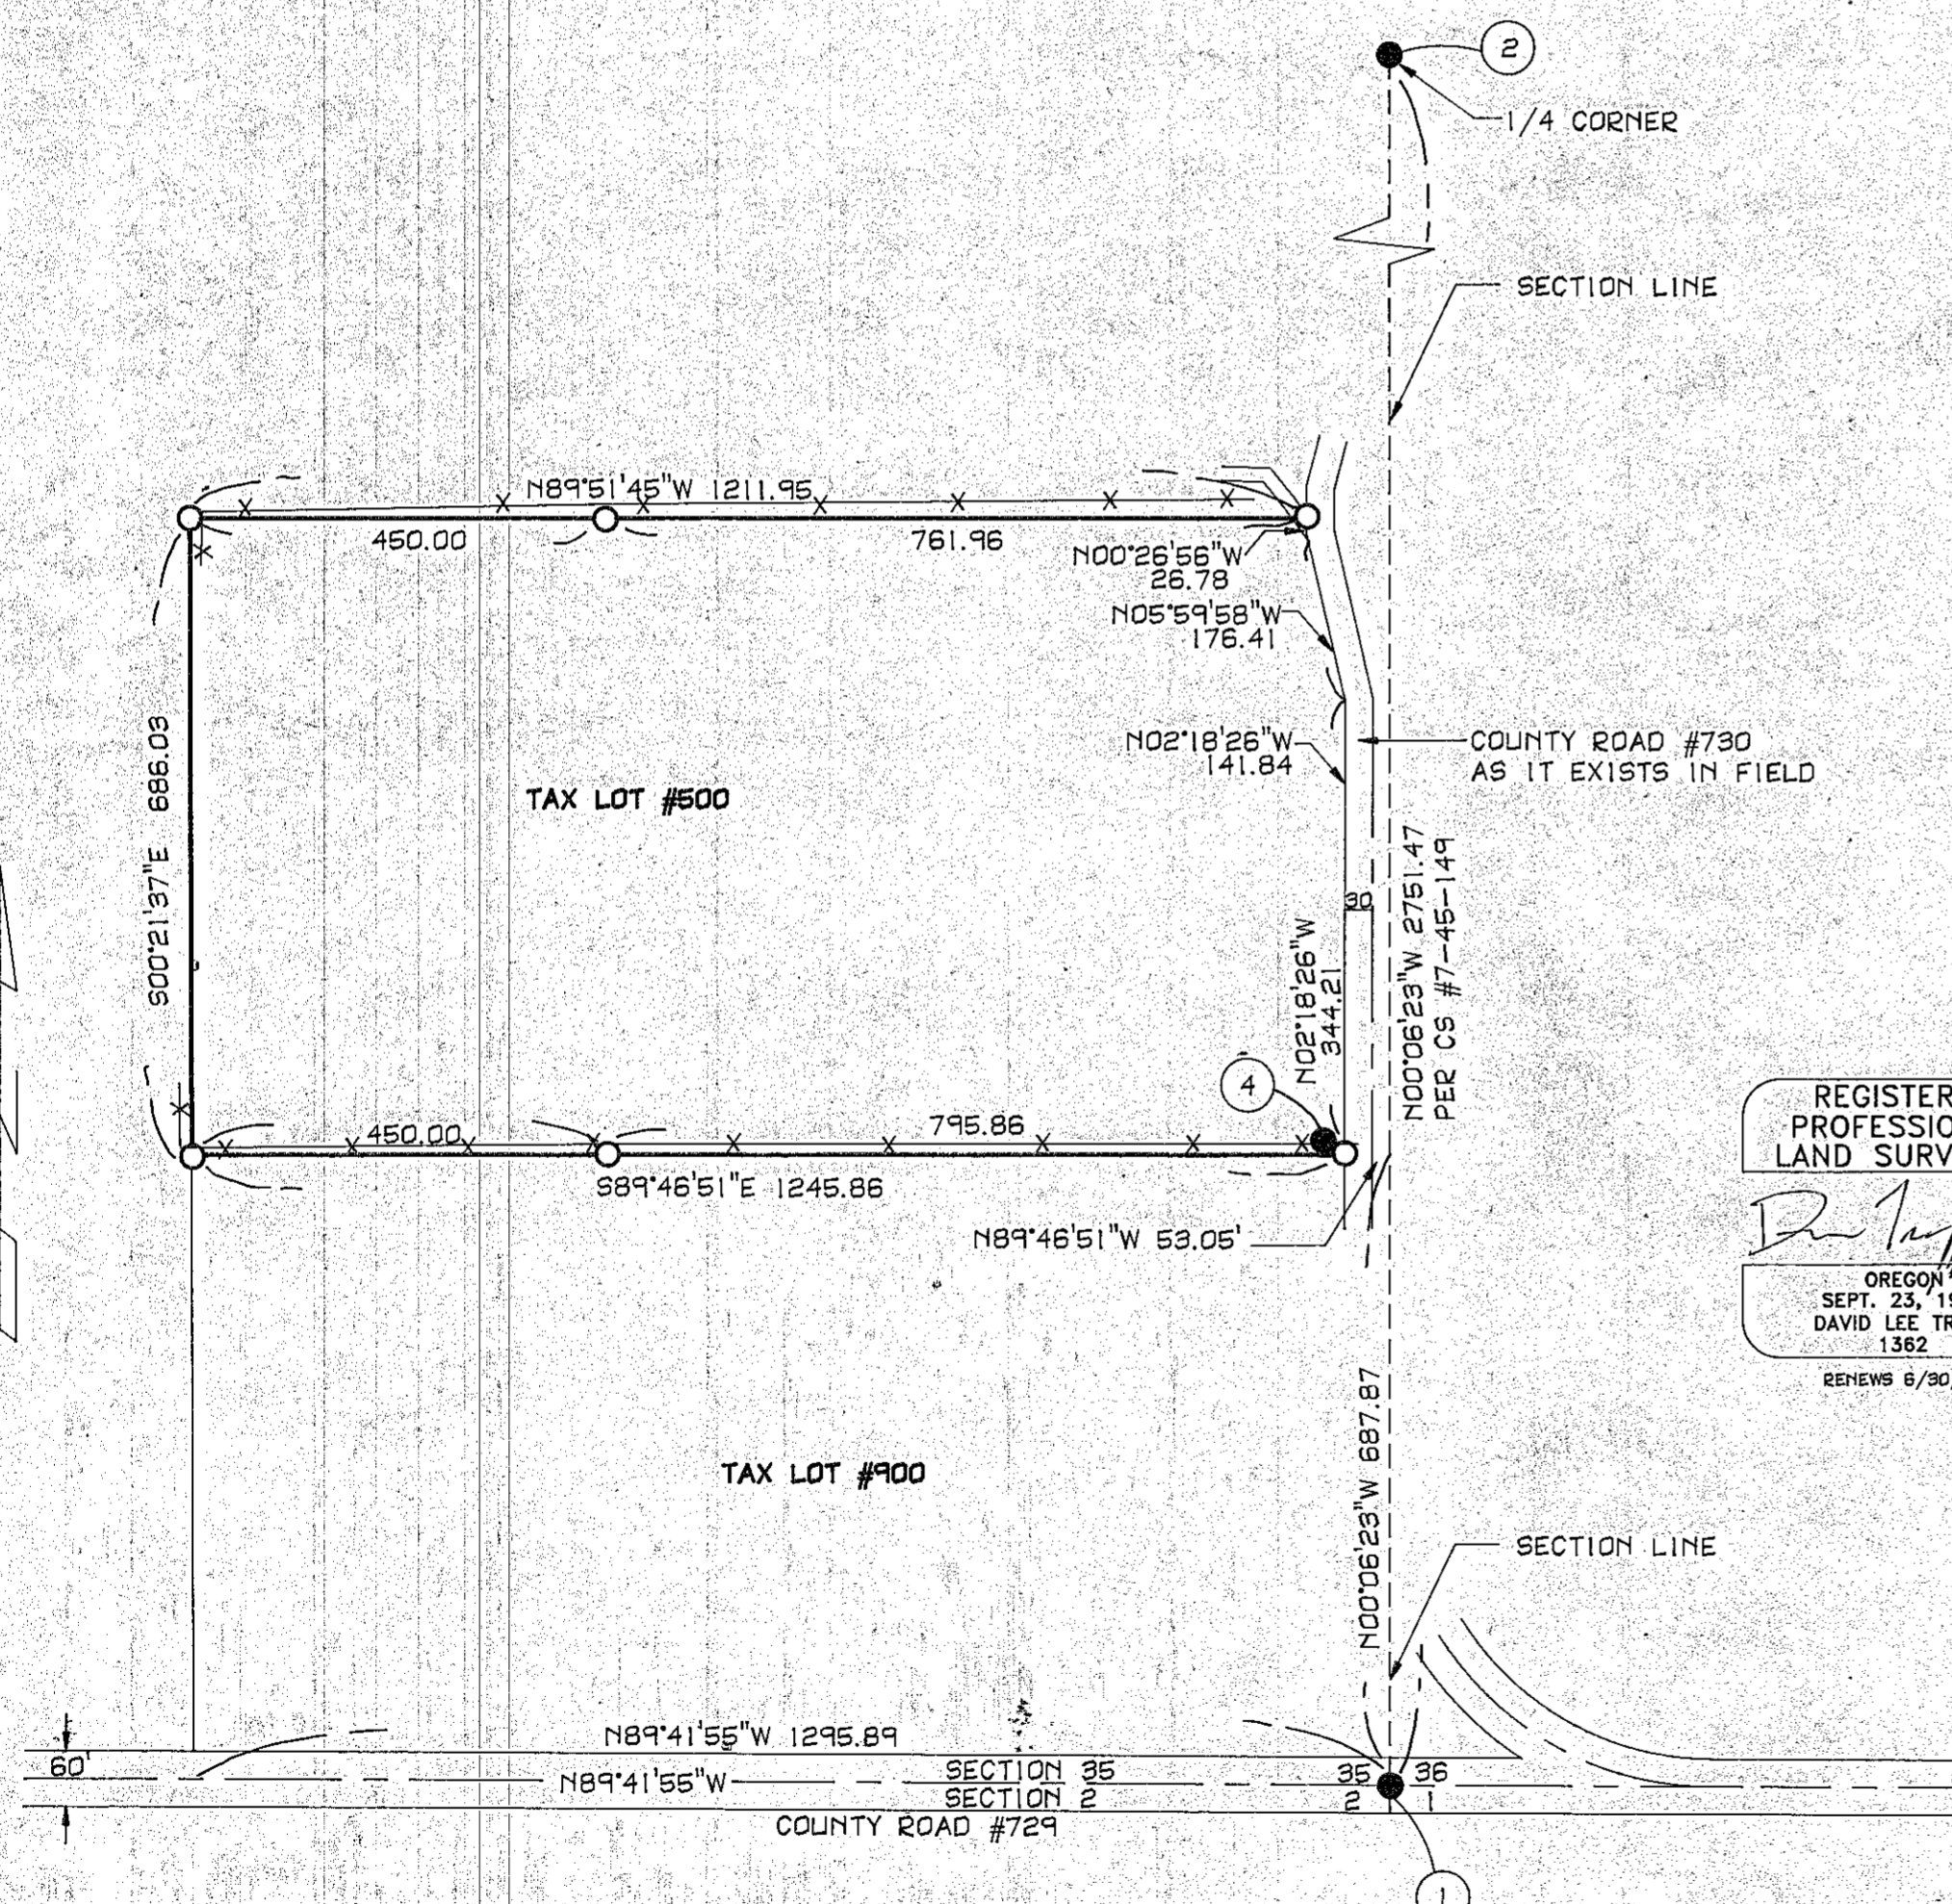 2
1/4 CORNER
SECTION LINE
N89°51'45"W 1211.95
450.00
761.96
N00°26'56"W
26.78
N05°59'58"W
176.41
N02°18'26"W
141.84
COUNTY ROAD #730
AS IT EXISTS IN FIELD
TAX LOT #500
S00°21'37"E 686.03
30
N02°18'26"W
344.21
N00°06'23"W 2751.47
PER CS #7-45-149
4
450.00
795.86
S89°46'51"E 1245.86
N89°46'51"W 53.05'
REGISTER
PROFESSIO
LAND SURV
OREGON
SEPT. 23, 19
DAVID LEE TR
1362
RENEWS 6/30
N00°06'23"W 687.87
TAX LOT #900
SECTION LINE
N89°41'55"W 1295.89
60'
N89°41'55"W
SECTION 35
SECTION 2
35 36
2 1
COUNTY ROAD #729
1